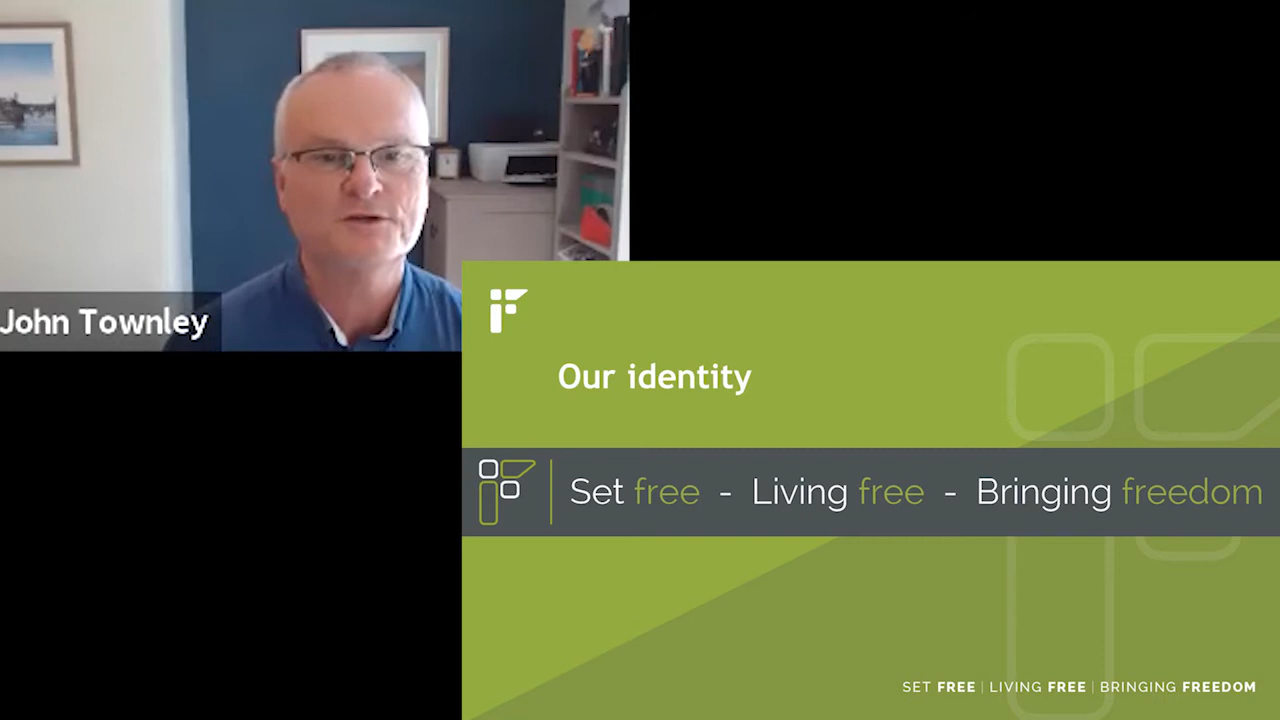 John Townley
Our identity
Set free - Living free - Bringing freedom
SET FREE | LIVING FREE | BRINGING FREEDOM